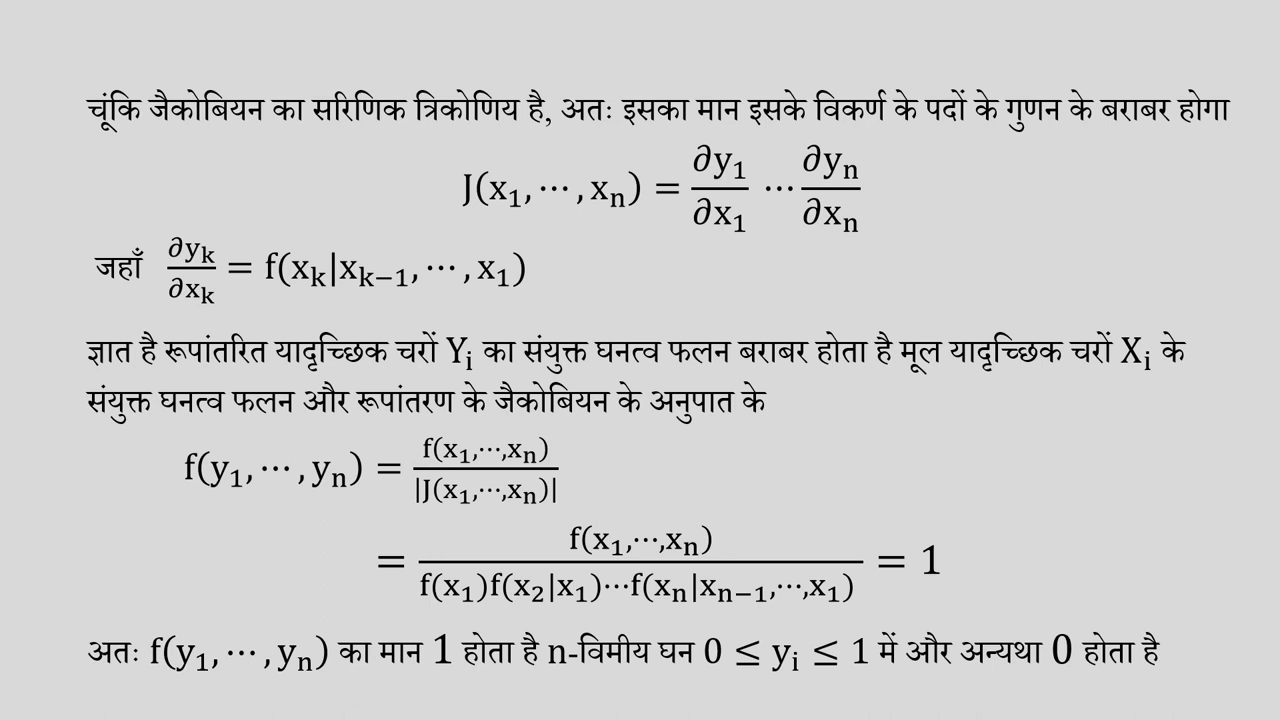 चूंकि जैकोबियन का सरिणिक त्रिकोणिय है, अतः इसका मान इसके विकर्ण के पदों के गुणन के बराबर होगा
J(x₁,⋯,xₙ) = ∂y₁/∂x₁ ⋯ ∂yₙ/∂xₙ
जहाँ ∂yₖ/∂xₖ = f(xₖ|xₖ₋₁,⋯,x₁)
ज्ञात है रूपांतरित यादृच्छिक चरों Yᵢ का संयुक्त घनत्व फलन बराबर होता है मूल यादृच्छिक चरों Xᵢ के
संयुक्त घनत्व फलन और रूपांतरण के जैकोबियन के अनुपात के
f(y₁,⋯,yₙ) = f(x₁,⋯,xₙ)/|J(x₁,⋯,xₙ)|
= f(x₁,⋯,xₙ)/f(x₁)f(x₂|x₁)⋯f(xₙ|xₙ₋₁,⋯,x₁) = 1
अतः f(y₁,⋯,yₙ) का मान 1 होता है n-विमीय घन 0 ≤ yᵢ ≤ 1 में और अन्यथा 0 होता है